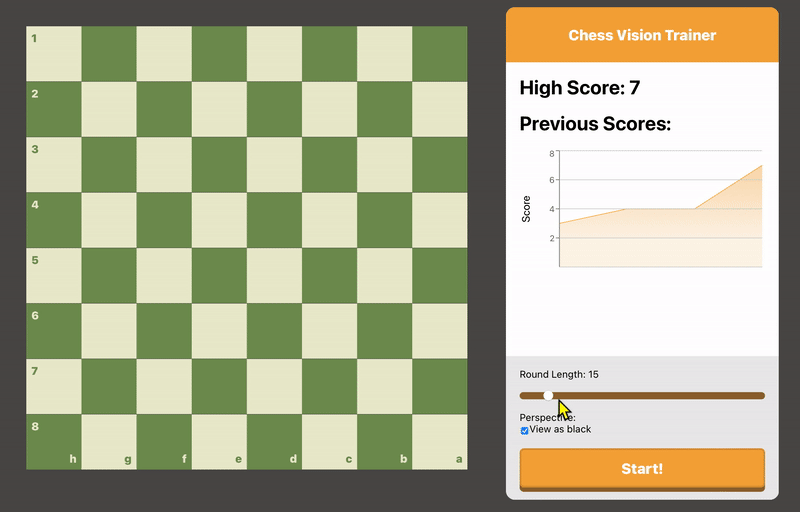 1
2
3
4
5
6
7
8
h g f e d c b a
Chess Vision Trainer
High Score: 7
Previous Scores:
8
6
4
2
Score
Round Length: 15
Perspective:
View as black
Start!